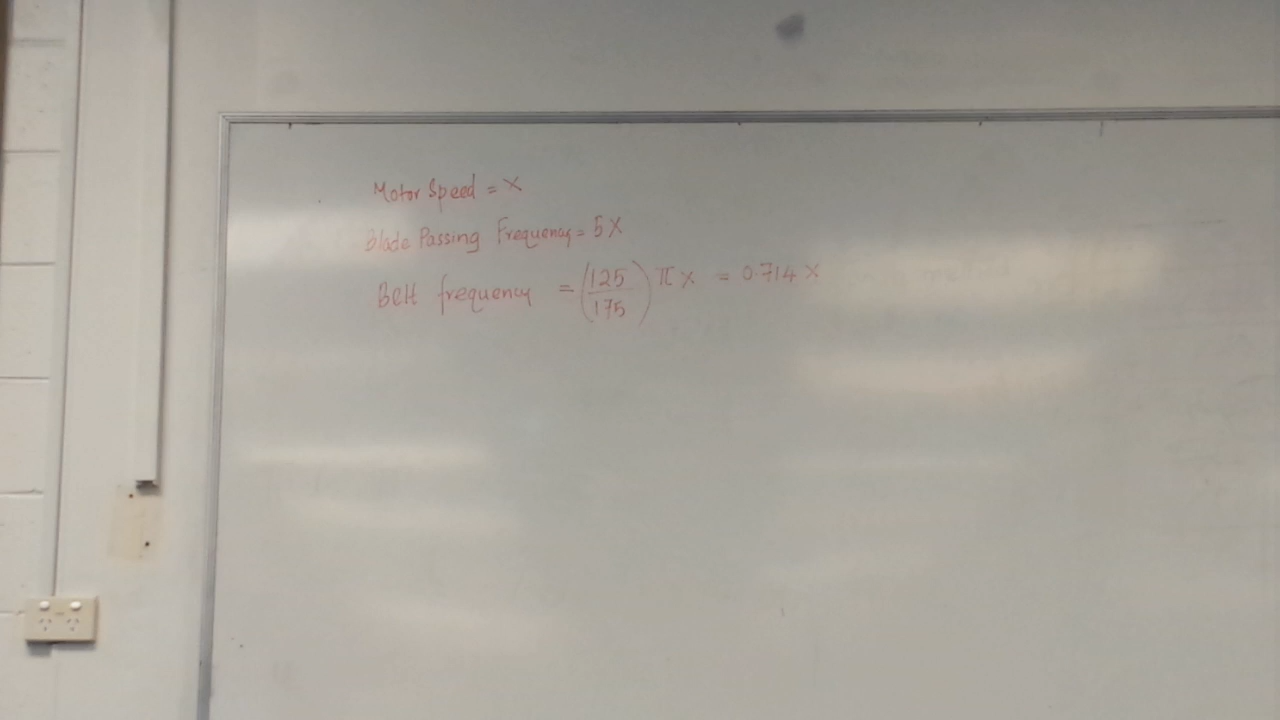 Motor Speed = X
Blade Passing Frequency = 5X
Belt frequency = (125/175) π X = 0.714 X